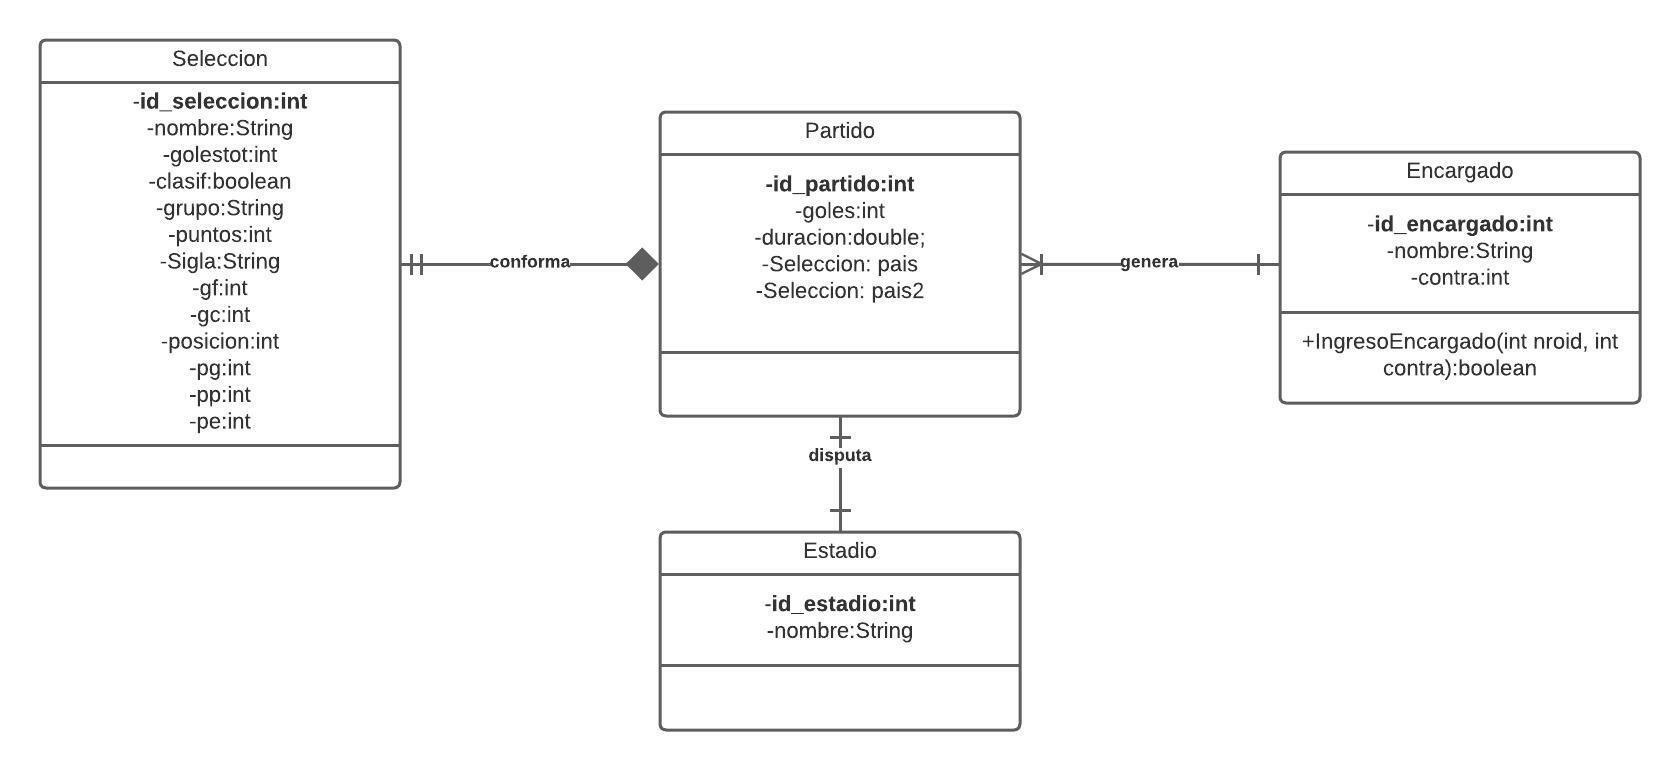 Seleccion
-id_seleccion:int
-nombre:String
-golestot:int
-clasif:boolean
-grupo:String
-puntos:int
-Sigla:String
-gf:int
-gc:int
-posicion:int
-pg:int
-pp:int
-pe:int
conforma
Partido
-id_partido:int
-goles:int
-duracion:double;
-Seleccion: pais
-Seleccion: pais2
genera
Encargado
-id_encargado:int
-nombre:String
-contra:int
+IngresoEncargado(int nroid, int
contra):boolean
disputa
Estadio
-id_estadio:int
-nombre:String